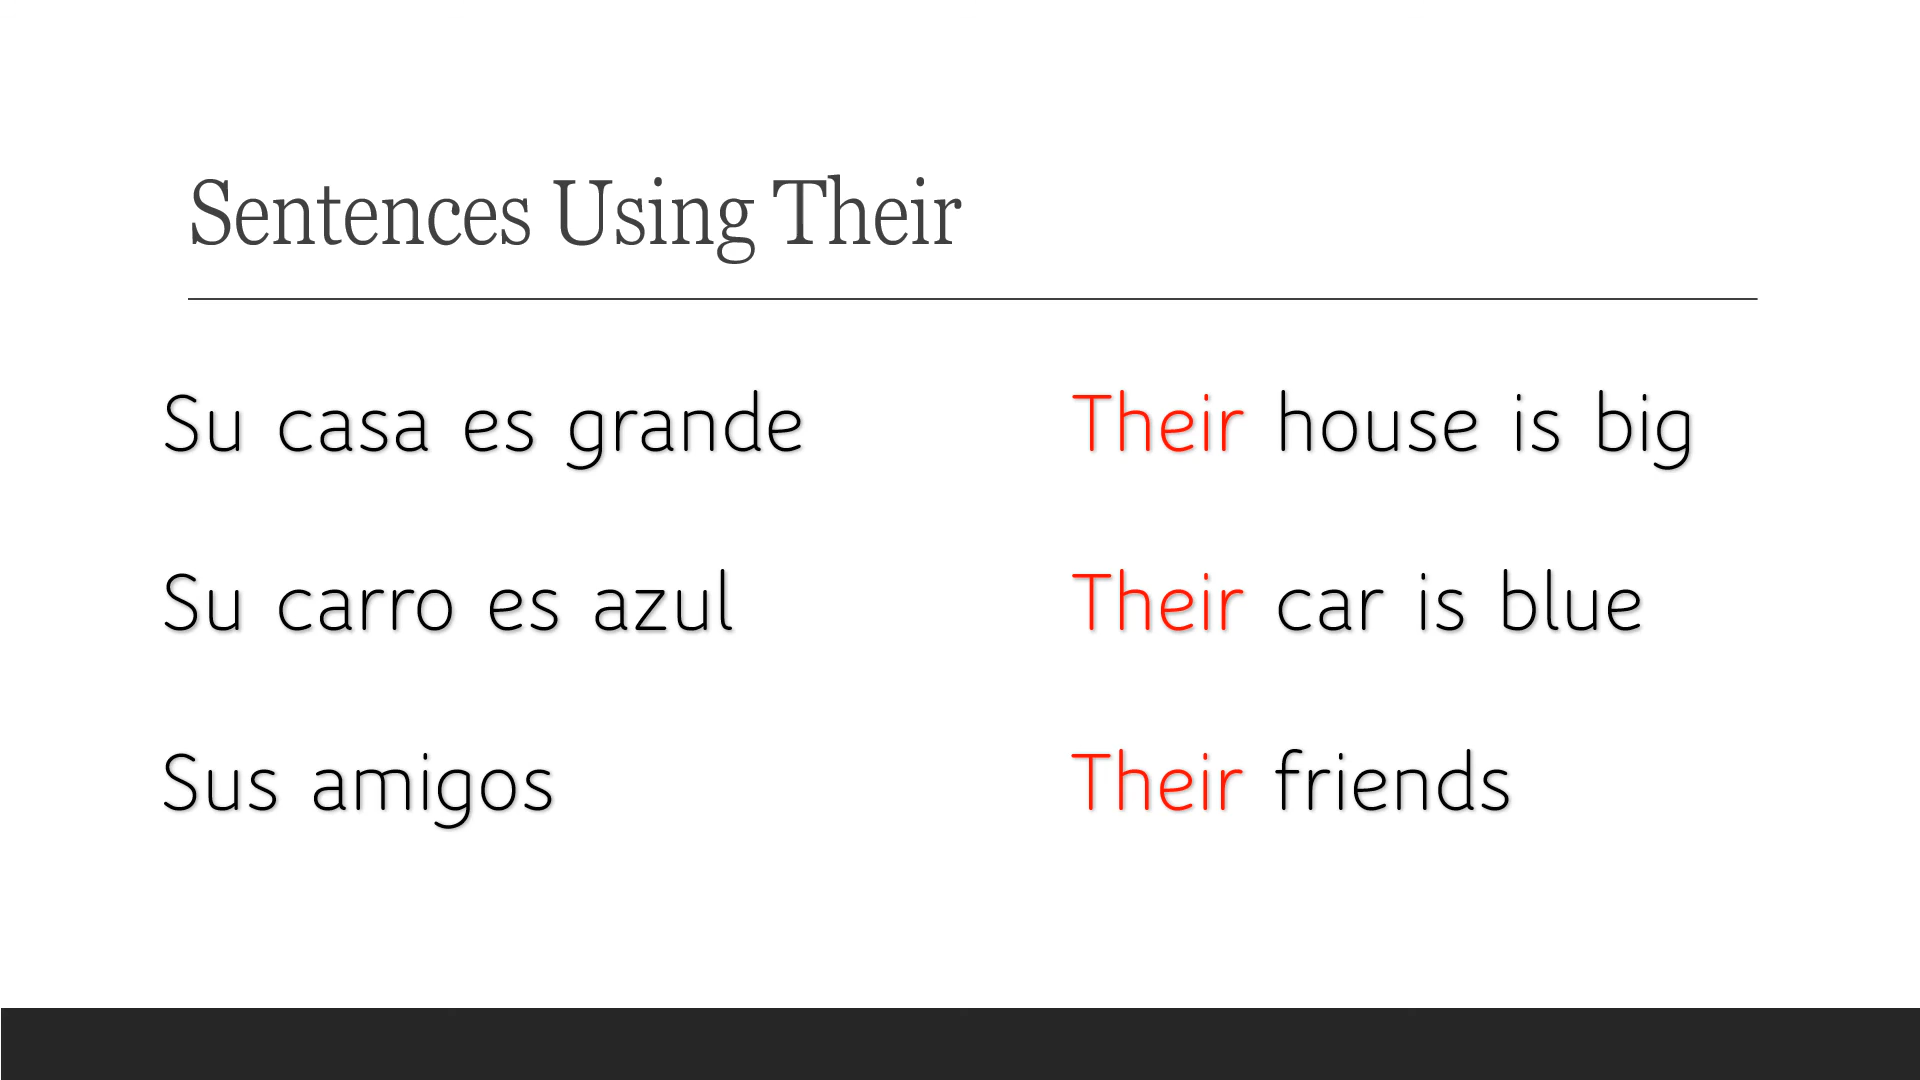 Sentences Using Their
Su casa es grande
Their house is big
Su carro es azul
Their car is blue
Sus amigos
Their friends